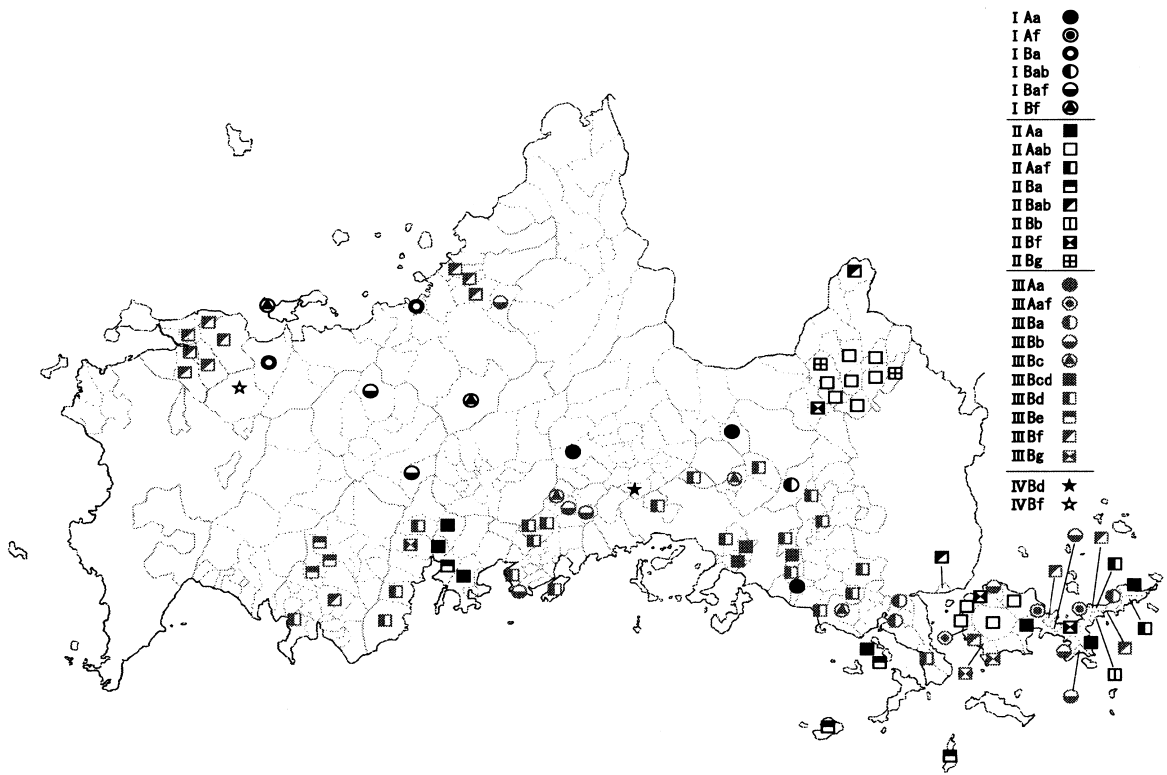 Ⅰ Aa
Ⅰ Af
Ⅰ Ba
Ⅰ Bab
Ⅰ Baf
Ⅰ Bf
Ⅱ Aa
Ⅱ Aab
Ⅱ Aaf
Ⅱ Ba
Ⅱ Bab
Ⅱ Bb
Ⅱ Bf
Ⅱ Bg
Ⅲ Aa
Ⅲ Aaf
Ⅲ Ba
Ⅲ Bb
Ⅲ Bc
Ⅲ Bcd
Ⅲ Bd
Ⅲ Be
Ⅲ Bf
Ⅲ Bg
Ⅳ Bd
Ⅳ Bf